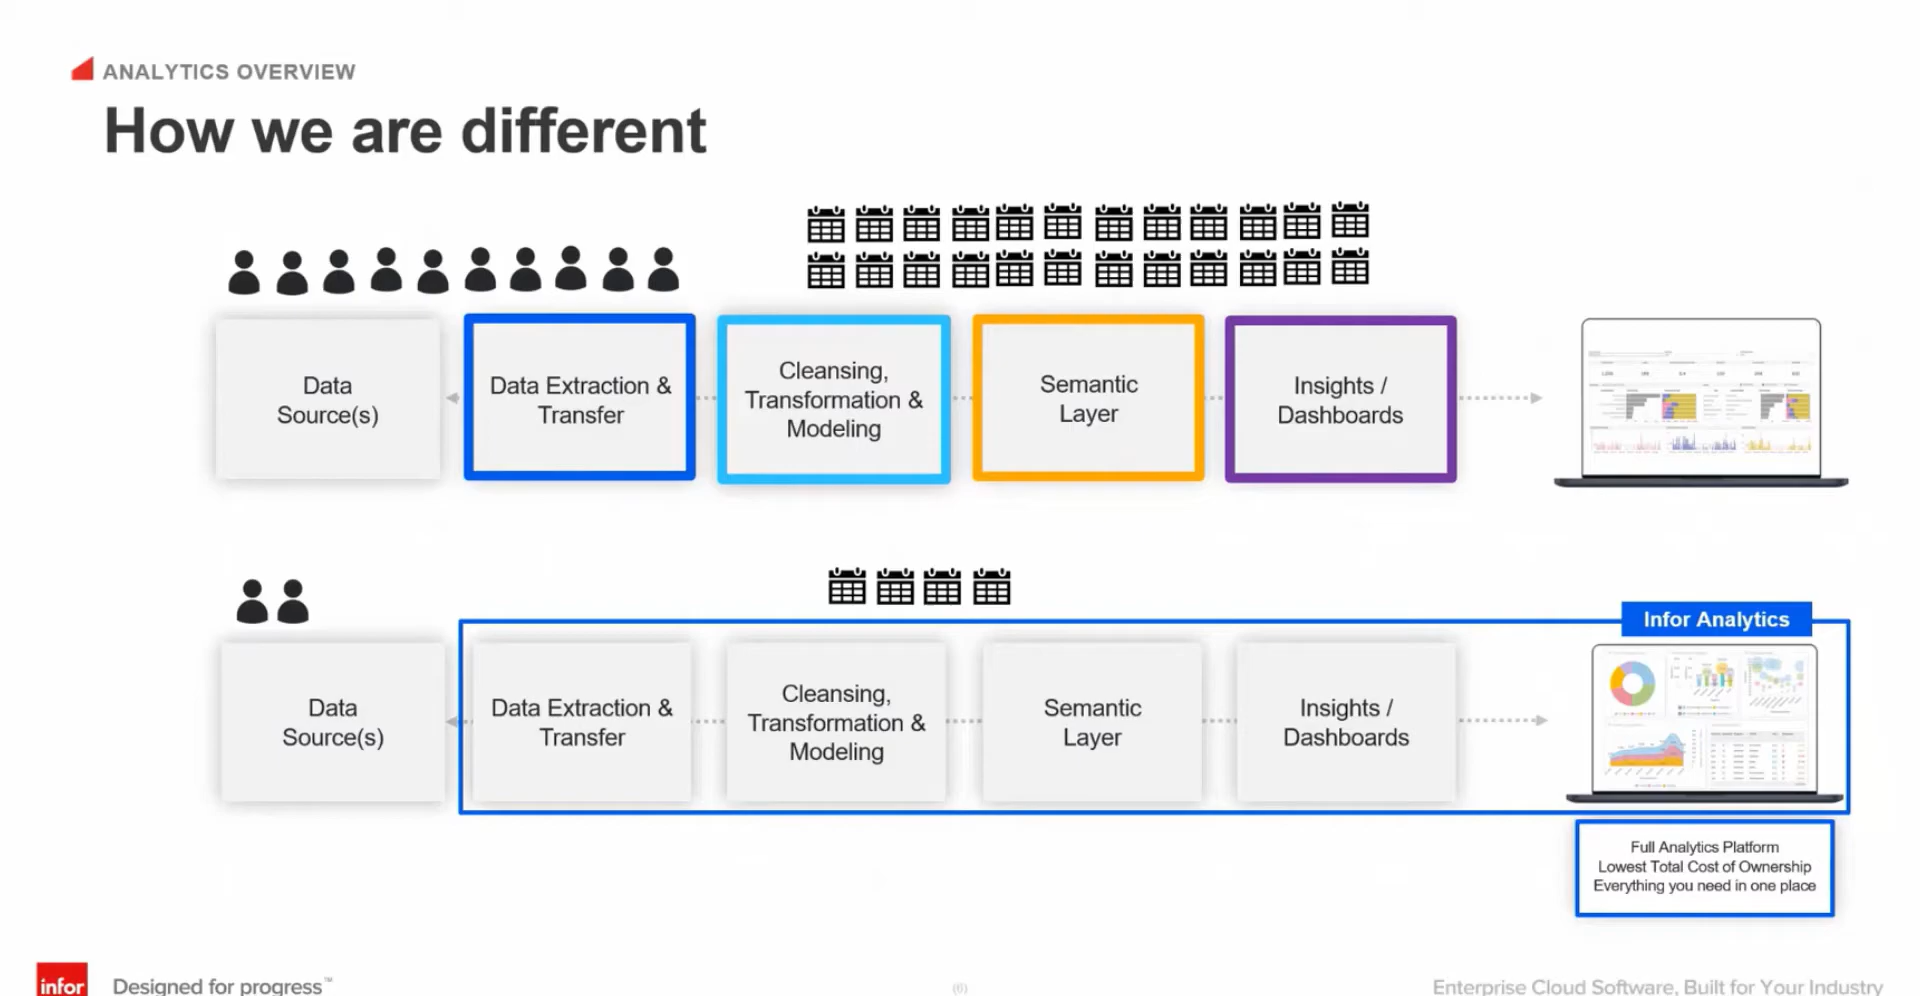 ANALYTICS OVERVIEW
How we are different
Data
Source(s)
Data Extraction &
Transfer
Cleansing,
Transformation &
Modeling
Semantic
Layer
Insights /
Dashboards
Infor Analytics
Data
Source(s)
Data Extraction &
Transfer
Cleansing,
Transformation &
Modeling
Semantic
Layer
Insights /
Dashboards
Full Analytics Platform
Lowest Total Cost of Ownership
Everything you need in one place
infor
Designed for progress™
(6)
Enterprise Cloud Software, Built for Your Industry